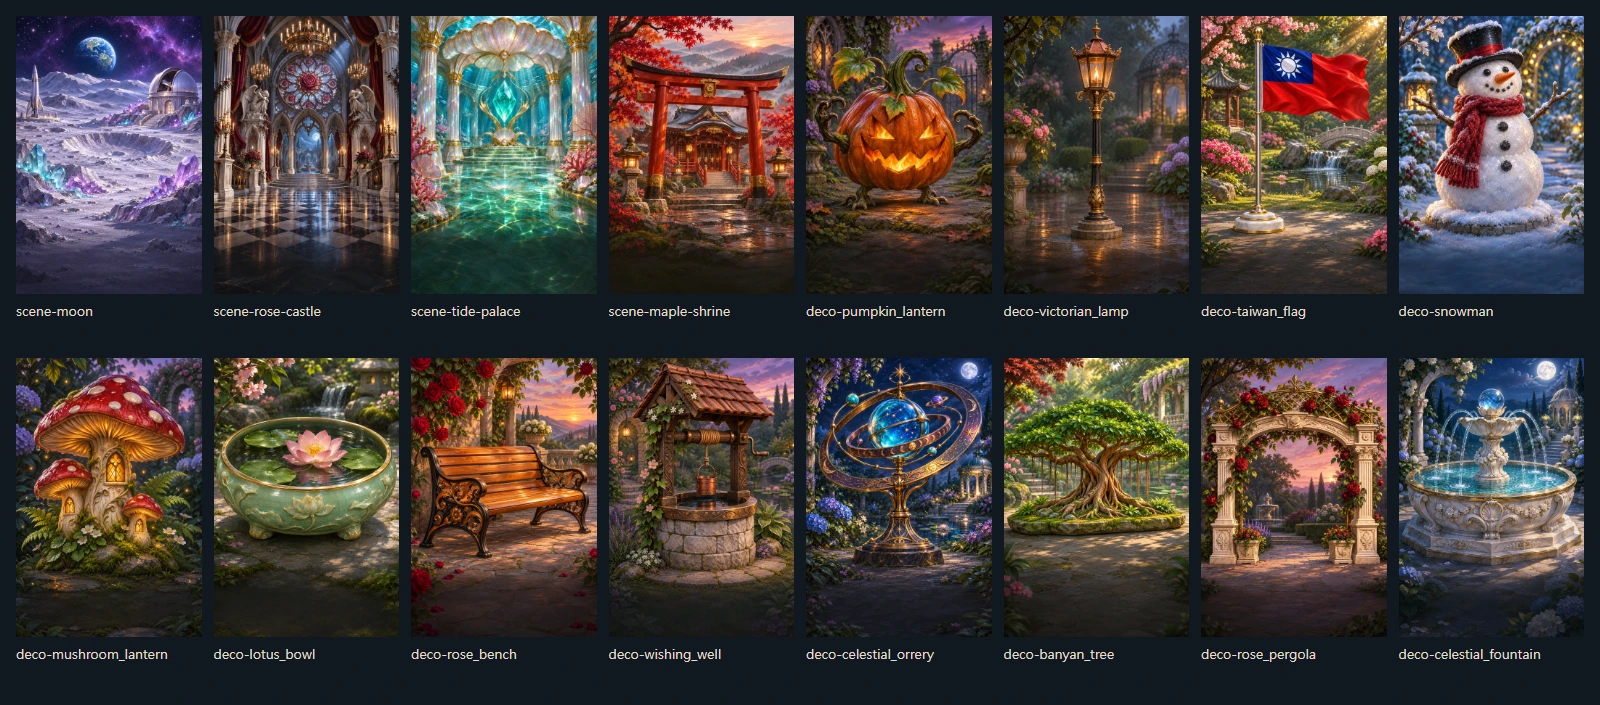 scene-moon
scene-rose-castle
scene-tide-palace
scene-maple-shrine
deco-pumpkin_lantern
deco-victorian_lamp
deco-taiwan_flag
deco-snowman
deco-mushroom_lantern
deco-lotus_bowl
deco-rose_bench
deco-wishing_well
deco-celestial_orrery
deco-banyan_tree
deco-rose_pergola
deco-celestial_fountain